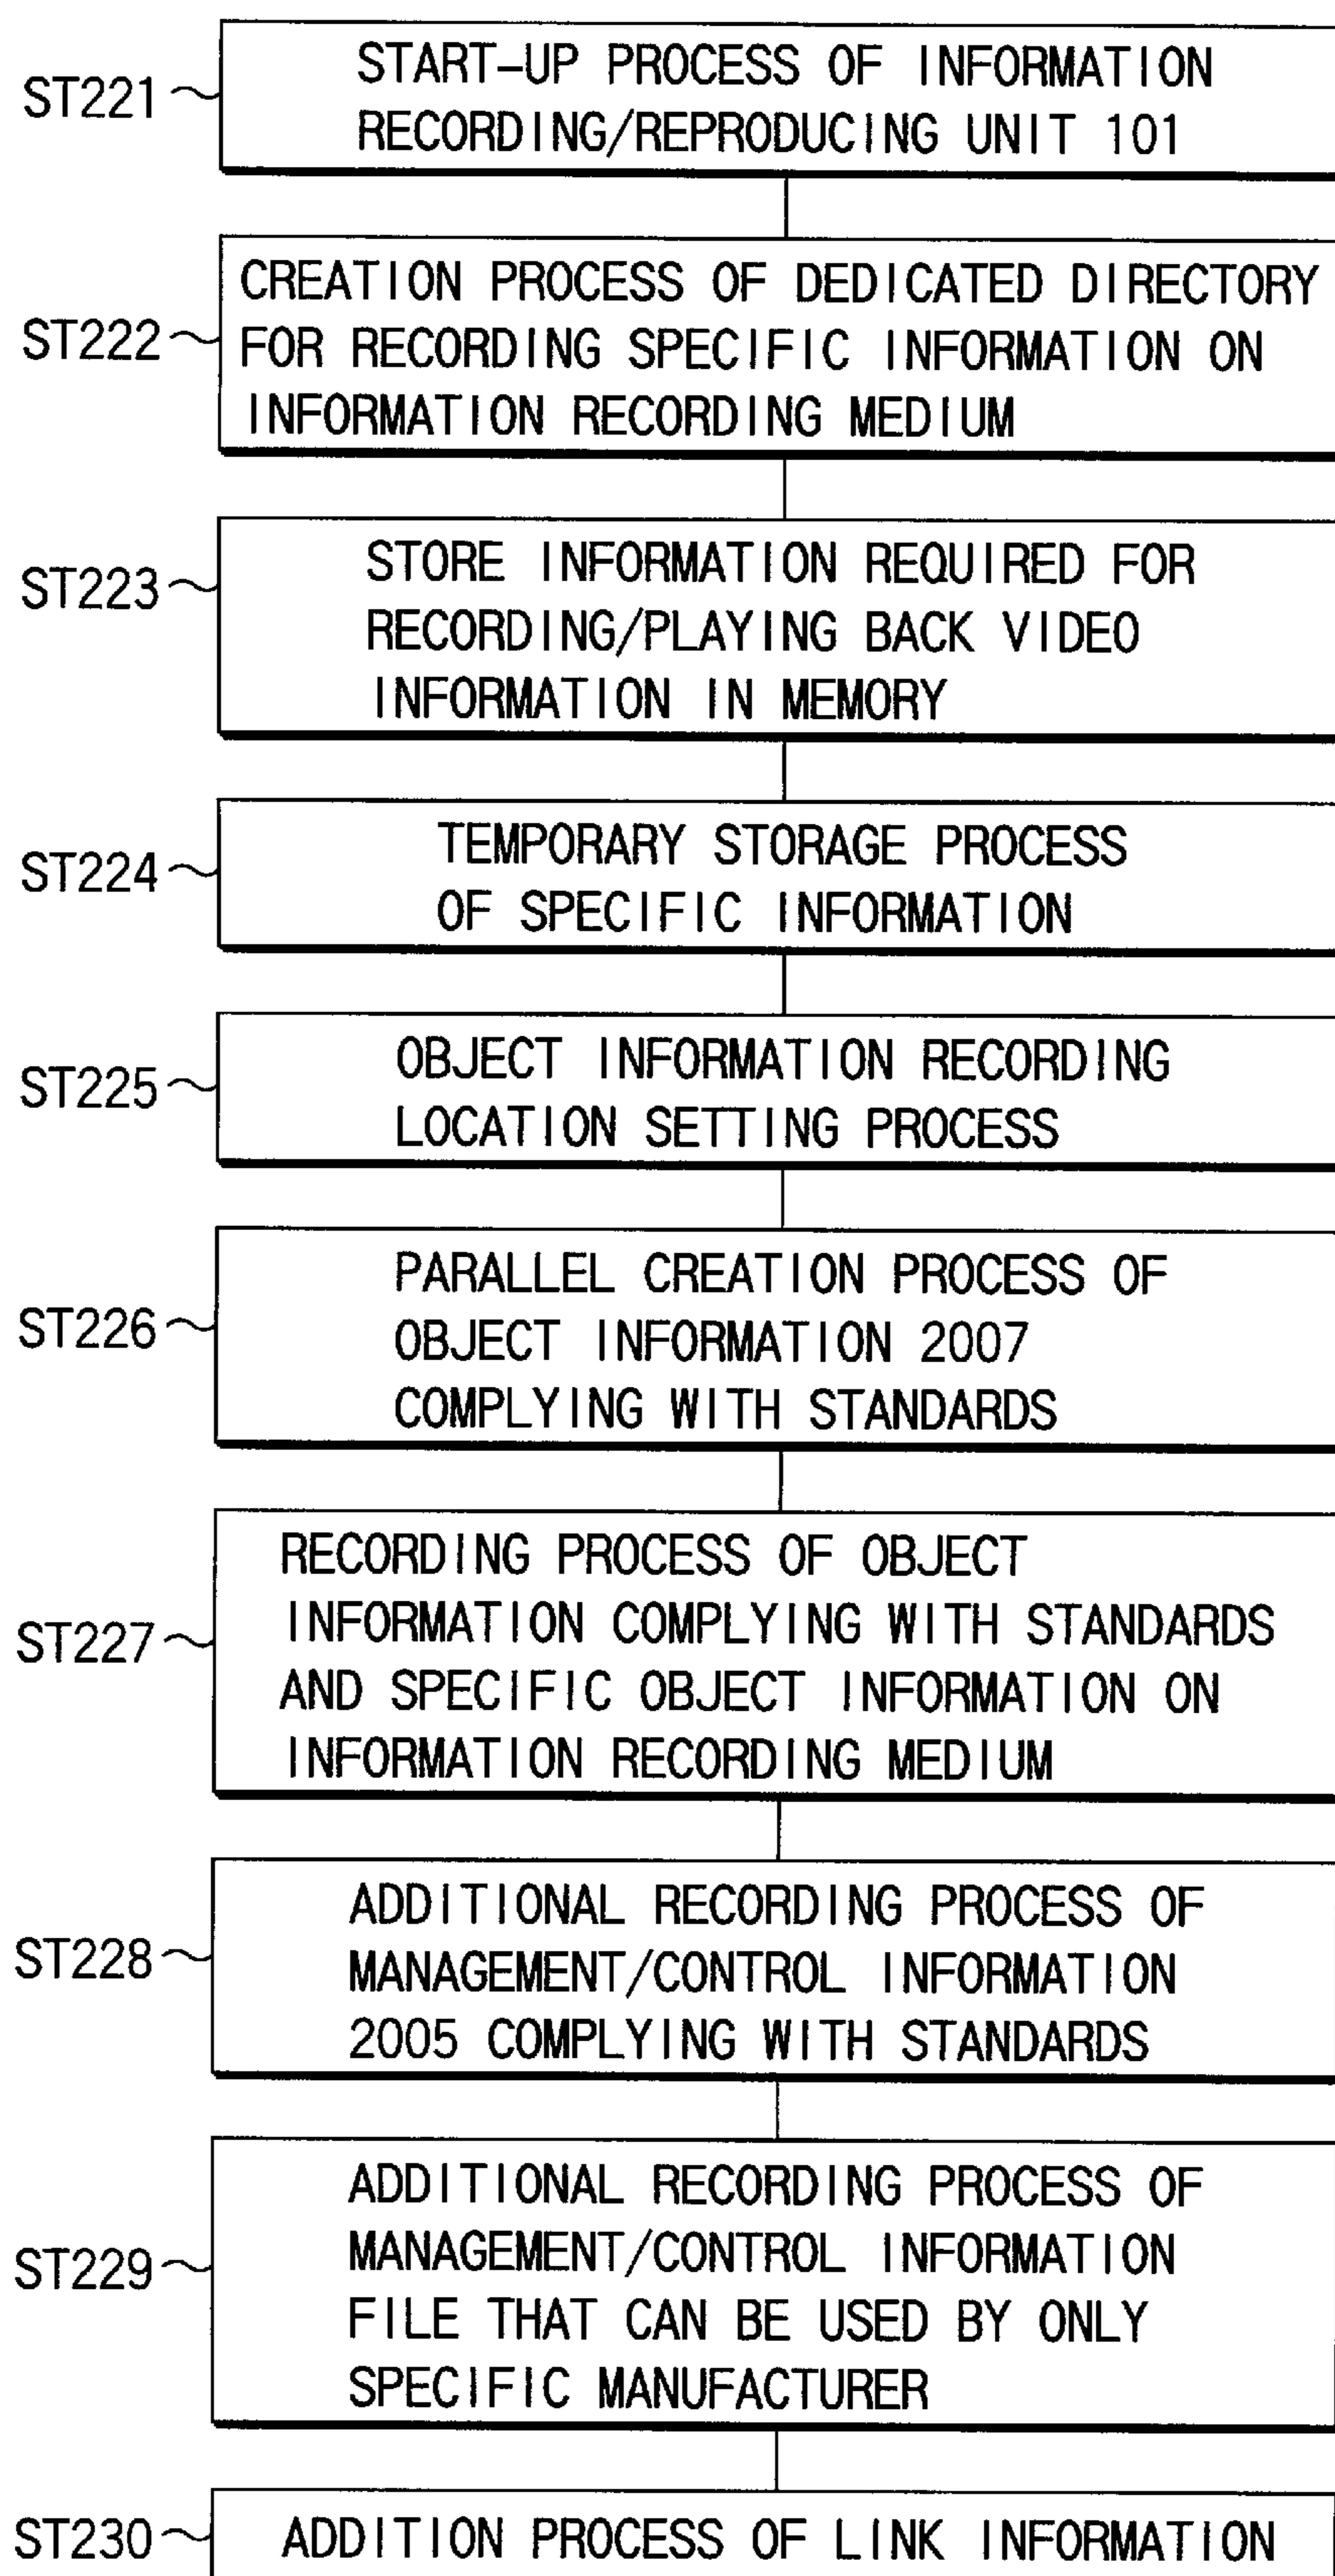 ST221
START-UP PROCESS OF INFORMATION
RECORDING/REPRODUCING UNIT 101
ST222
CREATION PROCESS OF DEDICATED DIRECTORY
FOR RECORDING SPECIFIC INFORMATION ON
INFORMATION RECORDING MEDIUM
ST223
STORE INFORMATION REQUIRED FOR
RECORDING/PLAYING BACK VIDEO
INFORMATION IN MEMORY
ST224
TEMPORARY STORAGE PROCESS
OF SPECIFIC INFORMATION
ST225
OBJECT INFORMATION RECORDING
LOCATION SETTING PROCESS
ST226
PARALLEL CREATION PROCESS OF
OBJECT INFORMATION 2007
COMPLYING WITH STANDARDS
ST227
RECORDING PROCESS OF OBJECT
INFORMATION COMPLYING WITH STANDARDS
AND SPECIFIC OBJECT INFORMATION ON
INFORMATION RECORDING MEDIUM
ST228
ADDITIONAL RECORDING PROCESS OF
MANAGEMENT/CONTROL INFORMATION
2005 COMPLYING WITH STANDARDS
ST229
ADDITIONAL RECORDING PROCESS OF
MANAGEMENT/CONTROL INFORMATION
FILE THAT CAN BE USED BY ONLY
SPECIFIC MANUFACTURER
ST230
ADDITION PROCESS OF LINK INFORMATION